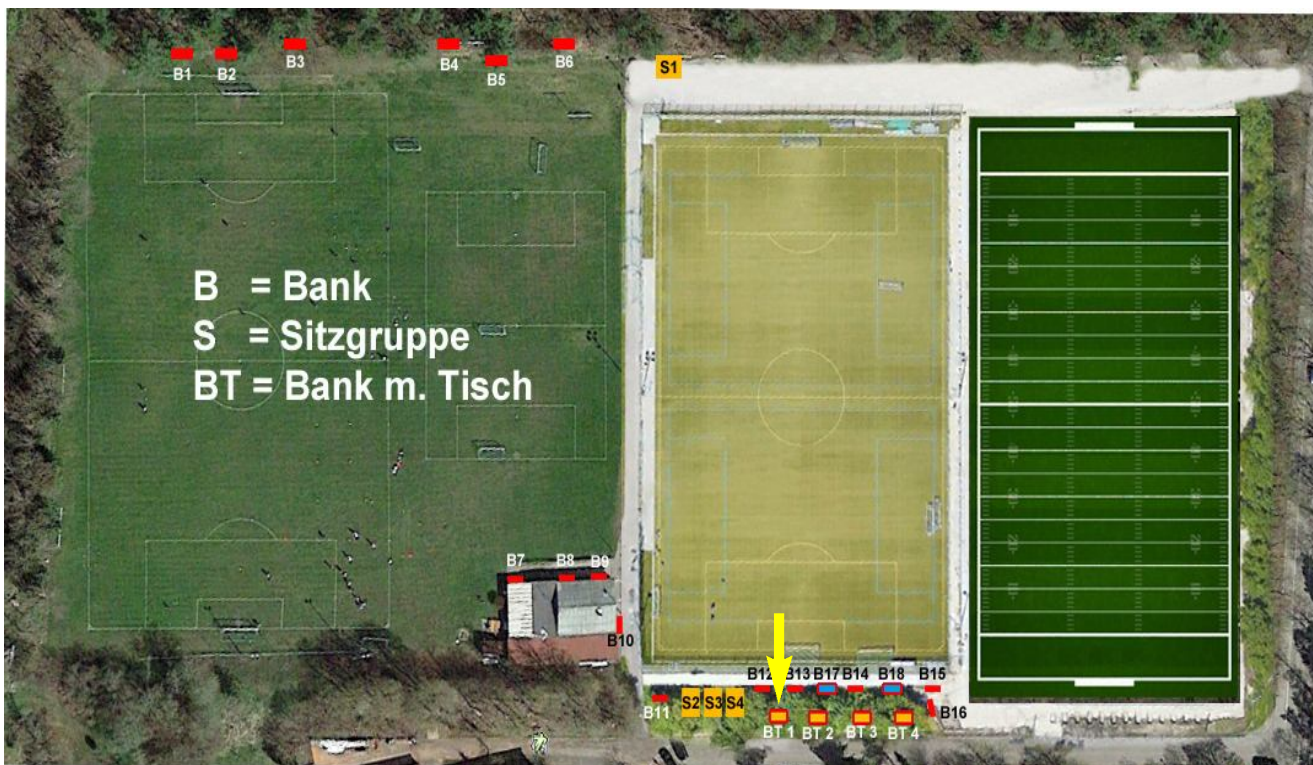 B1 B2 B3 B4 B5 B6 S1
B = Bank
S = Sitzgruppe
BT = Bank m. Tisch
B7 B8 B9
B10
B12 B13 B17 B14 B18 B15
B11 S2 S3 S4 B16
BT 1 BT 2 BT 3 BT 4